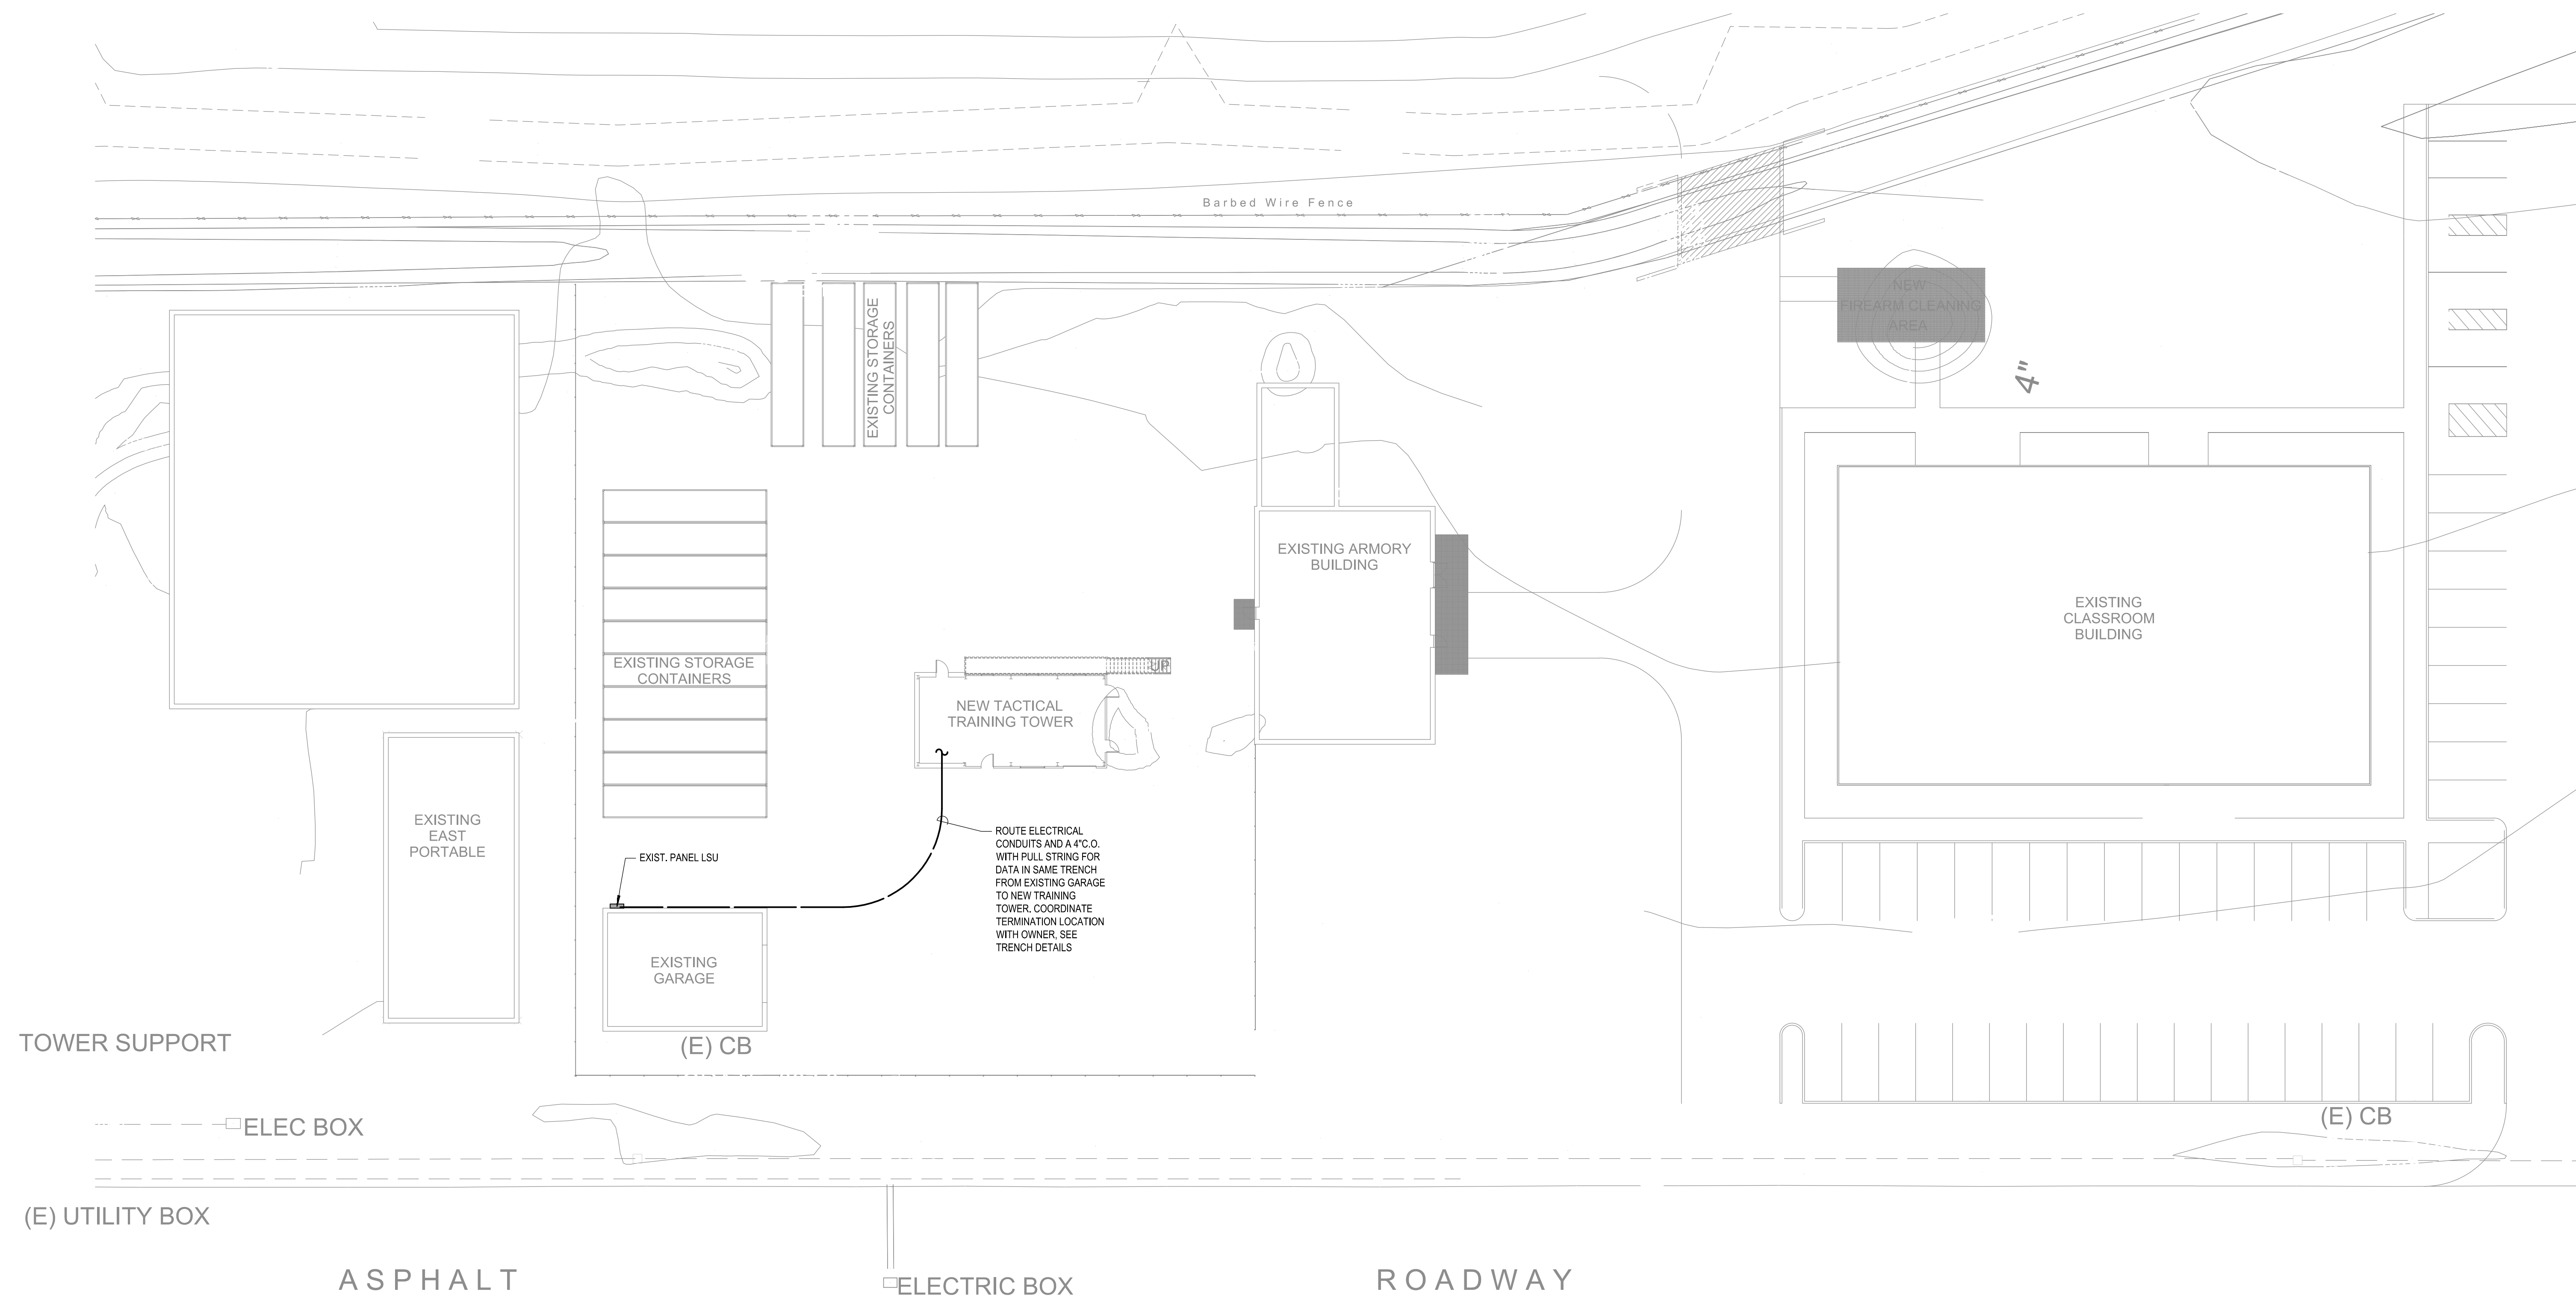 Barbed Wire Fence
NEW
FIREARM CLEANING
AREA
4"
EXISTING STORAGE
CONTAINERS
EXISTING ARMORY
BUILDING
EXISTING
CLASSROOM
BUILDING
EXISTING STORAGE
CONTAINERS
UP
NEW TACTICAL
TRAINING TOWER
EXISTING
EAST
PORTABLE
EXIST. PANEL LSU
ROUTE ELECTRICAL
CONDUITS AND A 4"C.O.
WITH PULL STRING FOR
DATA IN SAME TRENCH
FROM EXISTING GARAGE
TO NEW TRAINING
TOWER, COORDINATE
TERMINATION LOCATION
WITH OWNER, SEE
TRENCH DETAILS
EXISTING
GARAGE
TOWER SUPPORT
(E) CB
(E) CB
ELEC BOX
(E) UTILITY BOX
ASPHALT
ELECTRIC BOX
ROADWAY